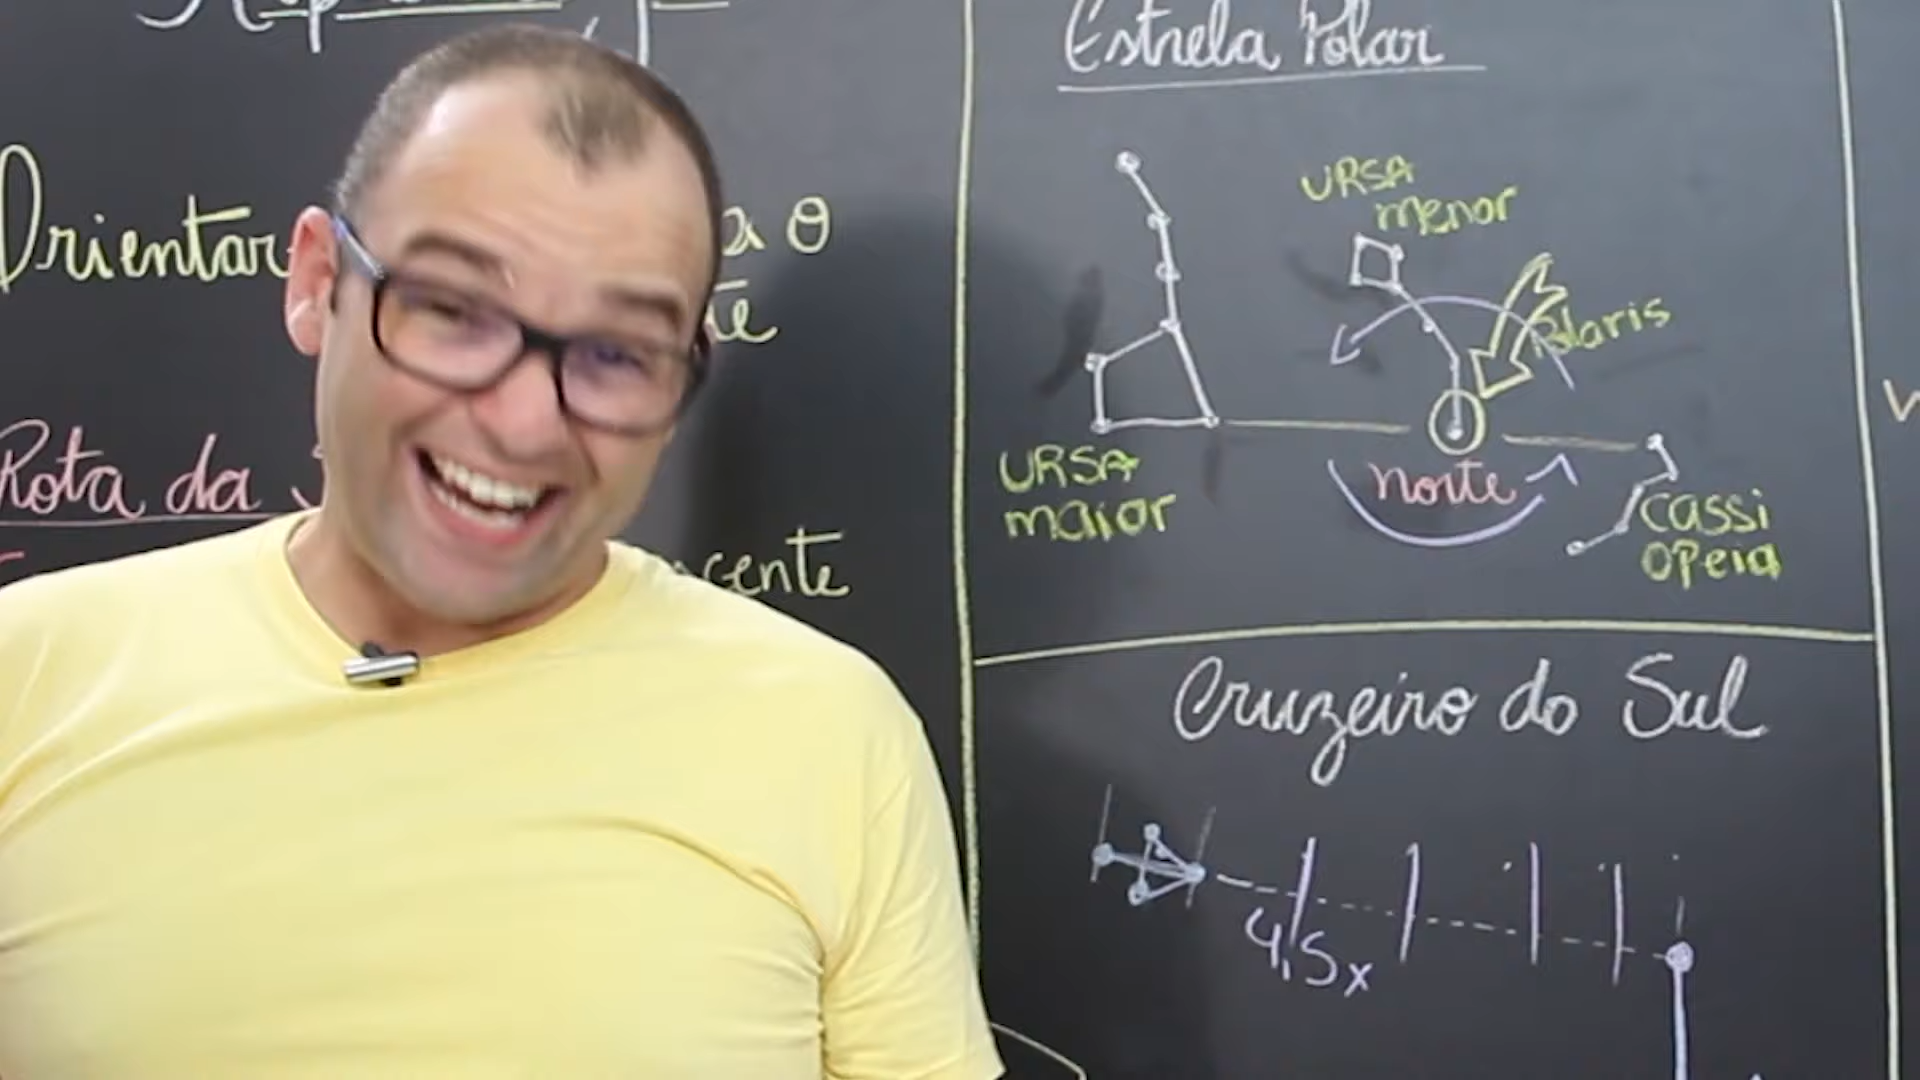 Orientar
a o
te
Rota da
cente
Estrela Polar
URSA
menor
Polaris
URSA
maior
norte
Cassi
opeia
Cruzeiro do Sul
4,5x